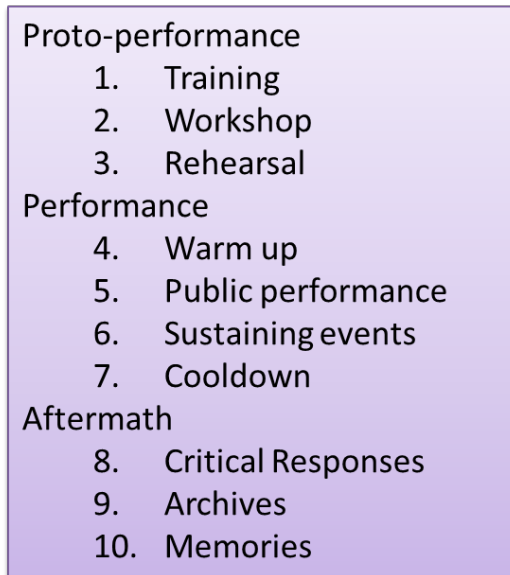 Proto-performance
1. Training
2. Workshop
3. Rehearsal
Performance
4. Warm up
5. Public performance
6. Sustaining events
7. Cooldown
Aftermath
8. Critical Responses
9. Archives
10. Memories